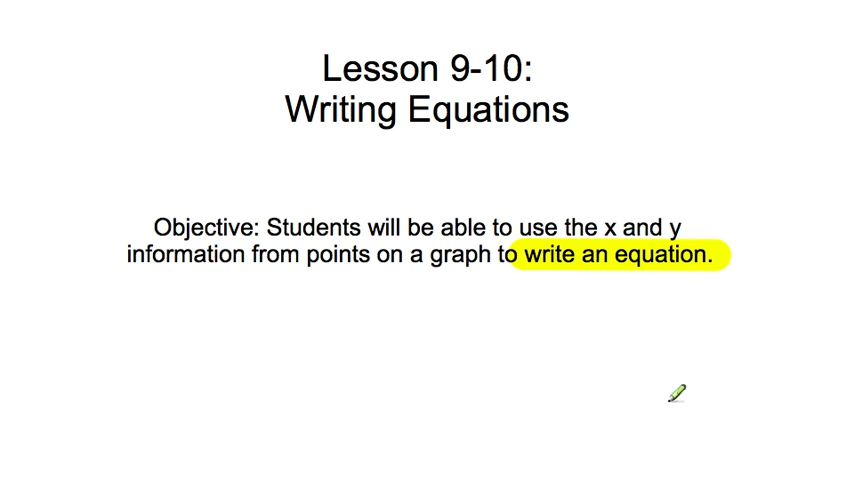 Lesson 9-10:
Writing Equations
Objective: Students will be able to use the x and y
information from points on a graph to write an equation.